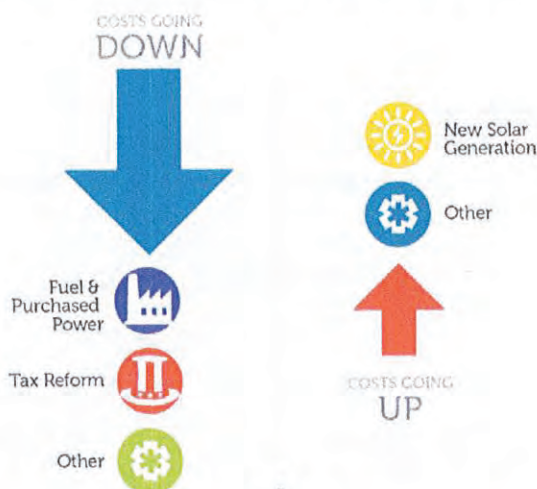 COSTS GOING
DOWN
Fuel &
Purchased
Power
Tax Reform
Other
New Solar
Generation
Other
COSTS GOING
UP